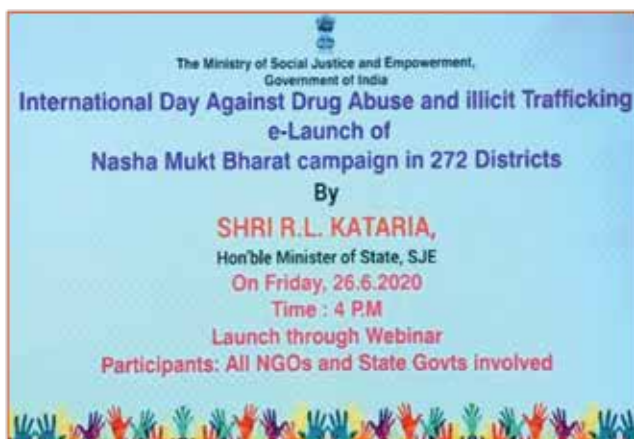 The Ministry of Social Justice and Empowerment,
Government of India
International Day Against Drug Abuse and illicit Trafficking
e-Launch of
Nasha Mukt Bharat campaign in 272 Districts
By
SHRI R.L. KATARIA,
Hon'ble Minister of State, SJE
On Friday, 26.6.2020
Time : 4 P.M
Launch through Webinar
Participants: All NGOs and State Govts involved